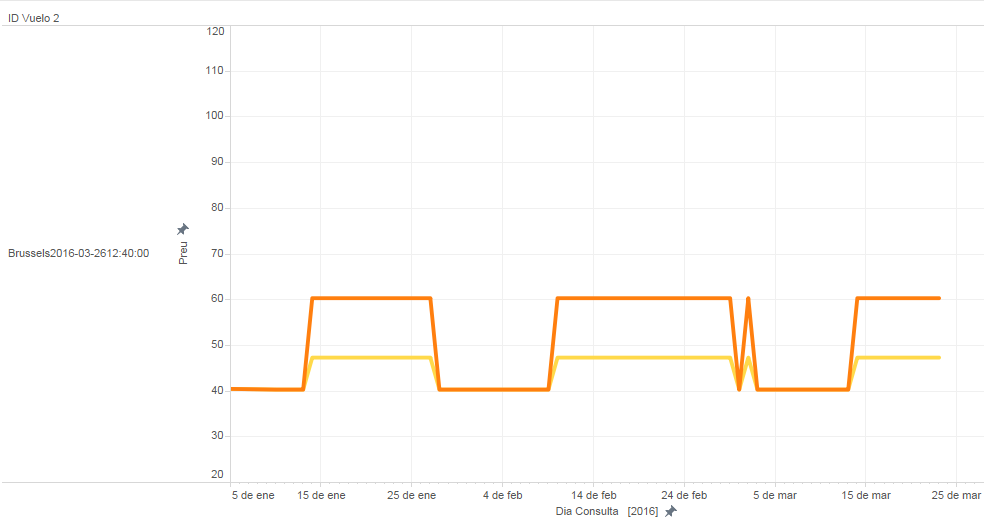 ID Vuelo 2
120
110
100
90
80
70
60
50
40
30
20
Preu
Brussels2016-03-2612:40:00
5 de ene 15 de ene 25 de ene 4 de feb 14 de feb 24 de feb 5 de mar 15 de mar 25 de mar
Dia Consulta [2016]